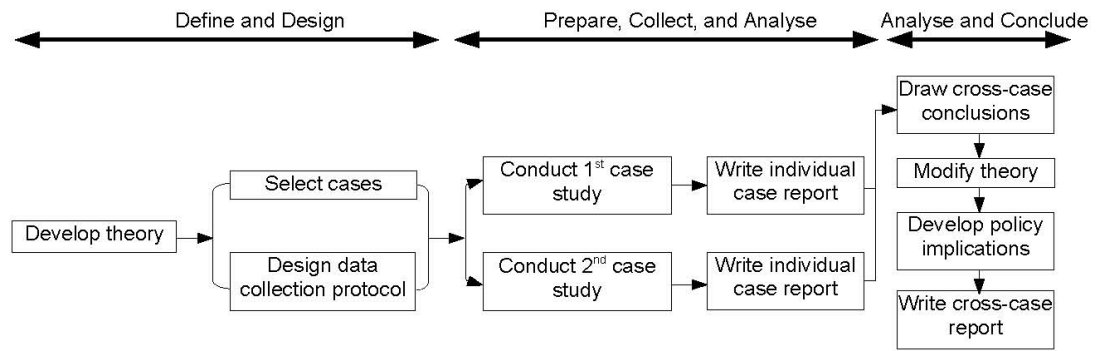 Define and Design
Prepare, Collect, and Analyse
Analyse and Conclude
Develop theory
Select cases
Design data
collection protocol
Conduct 1st case
study
Write individual
case report
Conduct 2nd case
study
Write individual
case report
Draw cross-case
conclusions
Modify theory
Develop policy
implications
Write cross-case
report